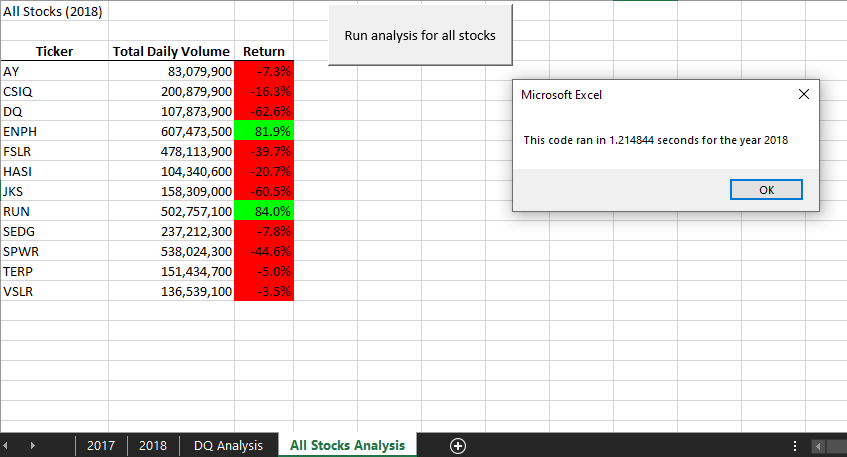 All Stocks (2018)
Run analysis for all stocks
Ticker Total Daily Volume Return
AY 83,079,900 -7.3%
CSIQ 200,879,900 -16.3%
DQ 107,873,900 -62.6%
ENPH 607,473,500 81.9%
FSLR 478,113,900 -39.7%
HASI 104,340,600 -20.7%
JKS 158,309,000 -60.5%
RUN 502,757,100 84.0%
SEDG 237,212,300 -7.8%
SPWR 538,024,300 -44.6%
TERP 151,434,700 -5.0%
VSLR 136,539,100 -3.5%
Microsoft Excel
This code ran in 1.214844 seconds for the year 2018
OK
2017 2018 DQ Analysis All Stocks Analysis